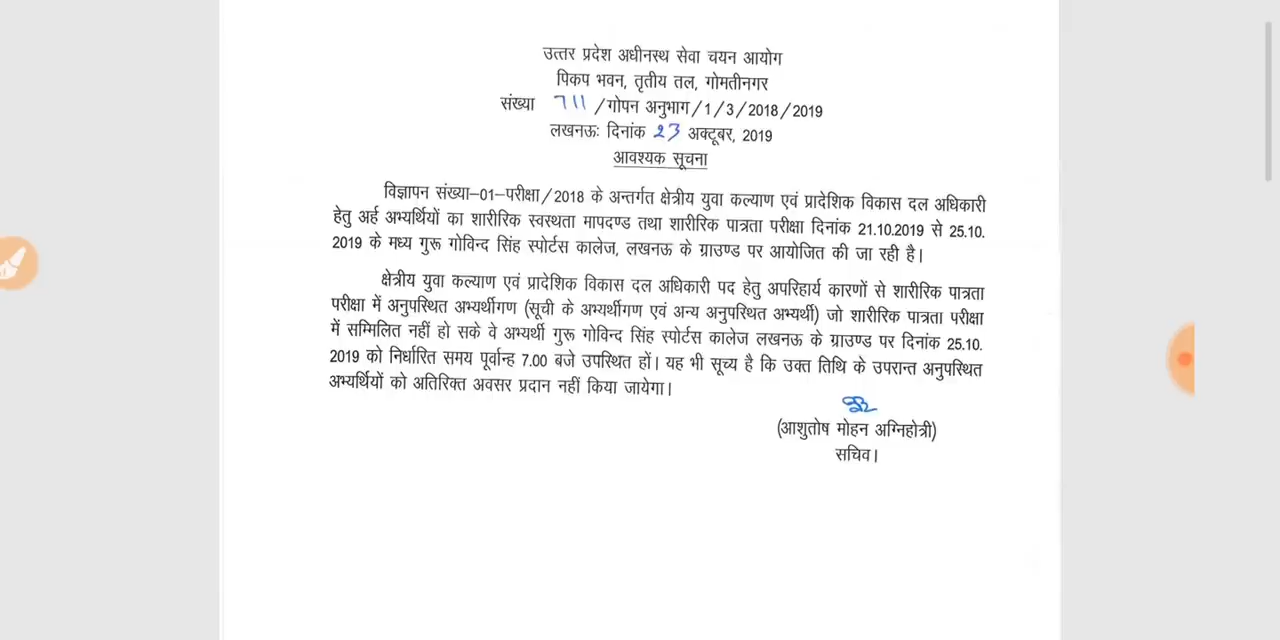 उत्तर प्रदेश अधीनस्थ सेवा चयन आयोग
पिकप भवन, तृतीय तल, गोमतीनगर
संख्या 711/गोपन अनुभाग/1/3/2018/2019
लखनऊः दिनांक 23 अक्टूबर, 2019
आवश्यक सूचना
विज्ञापन संख्या–01–परीक्षा/2018 के अन्तर्गत क्षेत्रीय युवा कल्याण एवं प्रादेशिक विकास दल अधिकारी
हेतु अर्ह अभ्यर्थियों का शारीरिक स्वस्थता मापदण्ड तथा शारीरिक पात्रता परीक्षा दिनांक 21.10.2019 से 25.10.
2019 के मध्य गुरू गोविन्द सिंह स्पोर्टस कालेज, लखनऊ के ग्राउण्ड पर आयोजित की जा रही है।
क्षेत्रीय युवा कल्याण एवं प्रादेशिक विकास दल अधिकारी पद हेतु अपरिहार्य कारणों से शारीरिक पात्रता
परीक्षा में अनुपस्थित अभ्यर्थीगण (सूची के अभ्यर्थीगण एवं अन्य अनुपस्थित अभ्यर्थी) जो शारीरिक पात्रता परीक्षा
में सम्मिलित नहीं हो सके वे अभ्यर्थी गुरू गोविन्द सिंह स्पोर्टस कालेज लखनऊ के ग्राउण्ड पर दिनांक 25.10.
2019 को निर्धारित समय पूर्वान्ह 7.00 बजे उपस्थित हों। यह भी सूच्य है कि उक्त तिथि के उपरान्त अनुपस्थित
अभ्यर्थियों को अतिरिक्त अवसर प्रदान नहीं किया जायेगा।
(आशुतोष मोहन अग्निहोत्री)
सचिव।